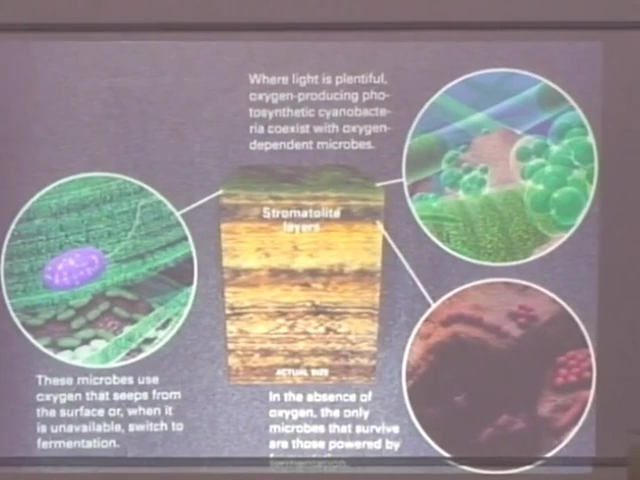 Where light is plentiful,
oxygen-producing pho-
tosynthetic cyanobacte-
ria coexist with oxygen-
dependent microbes.
Stromatolite
layers
ACTUAL SIZE
These microbes use
oxygen that seeps from
the surface or, when it
is unavailable, switch to
fermentation.
In the absence of
oxygen, the only
microbes that survive
are those powered by
fermentation.